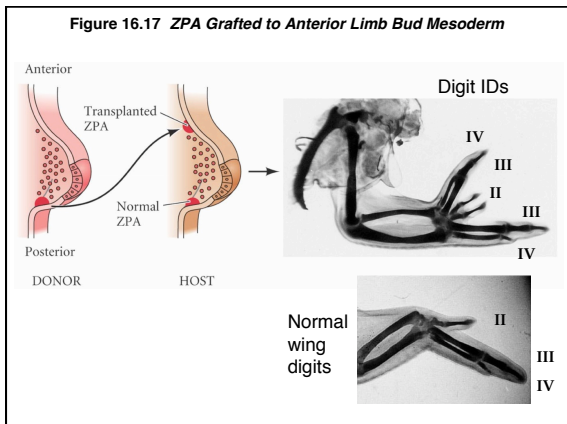 Figure 16.17 ZPA Grafted to Anterior Limb Bud Mesoderm
Anterior
Transplanted
ZPA
Normal
ZPA
Posterior
DONOR
HOST
Digit IDs
IV
III
II
III
IV
Normal
wing
digits
II
III
IV